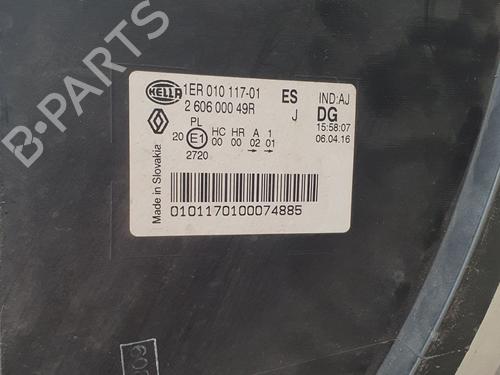 B-PARTS
HELLA
1ER 010 117-01
ES
IND:AJ
2 606 000 49R
J
DG
PL
15:58:07
06.04.16
20
E1
HC HR A 1
00 00 02 01
2720
Made in Slovakia
0101170100074885